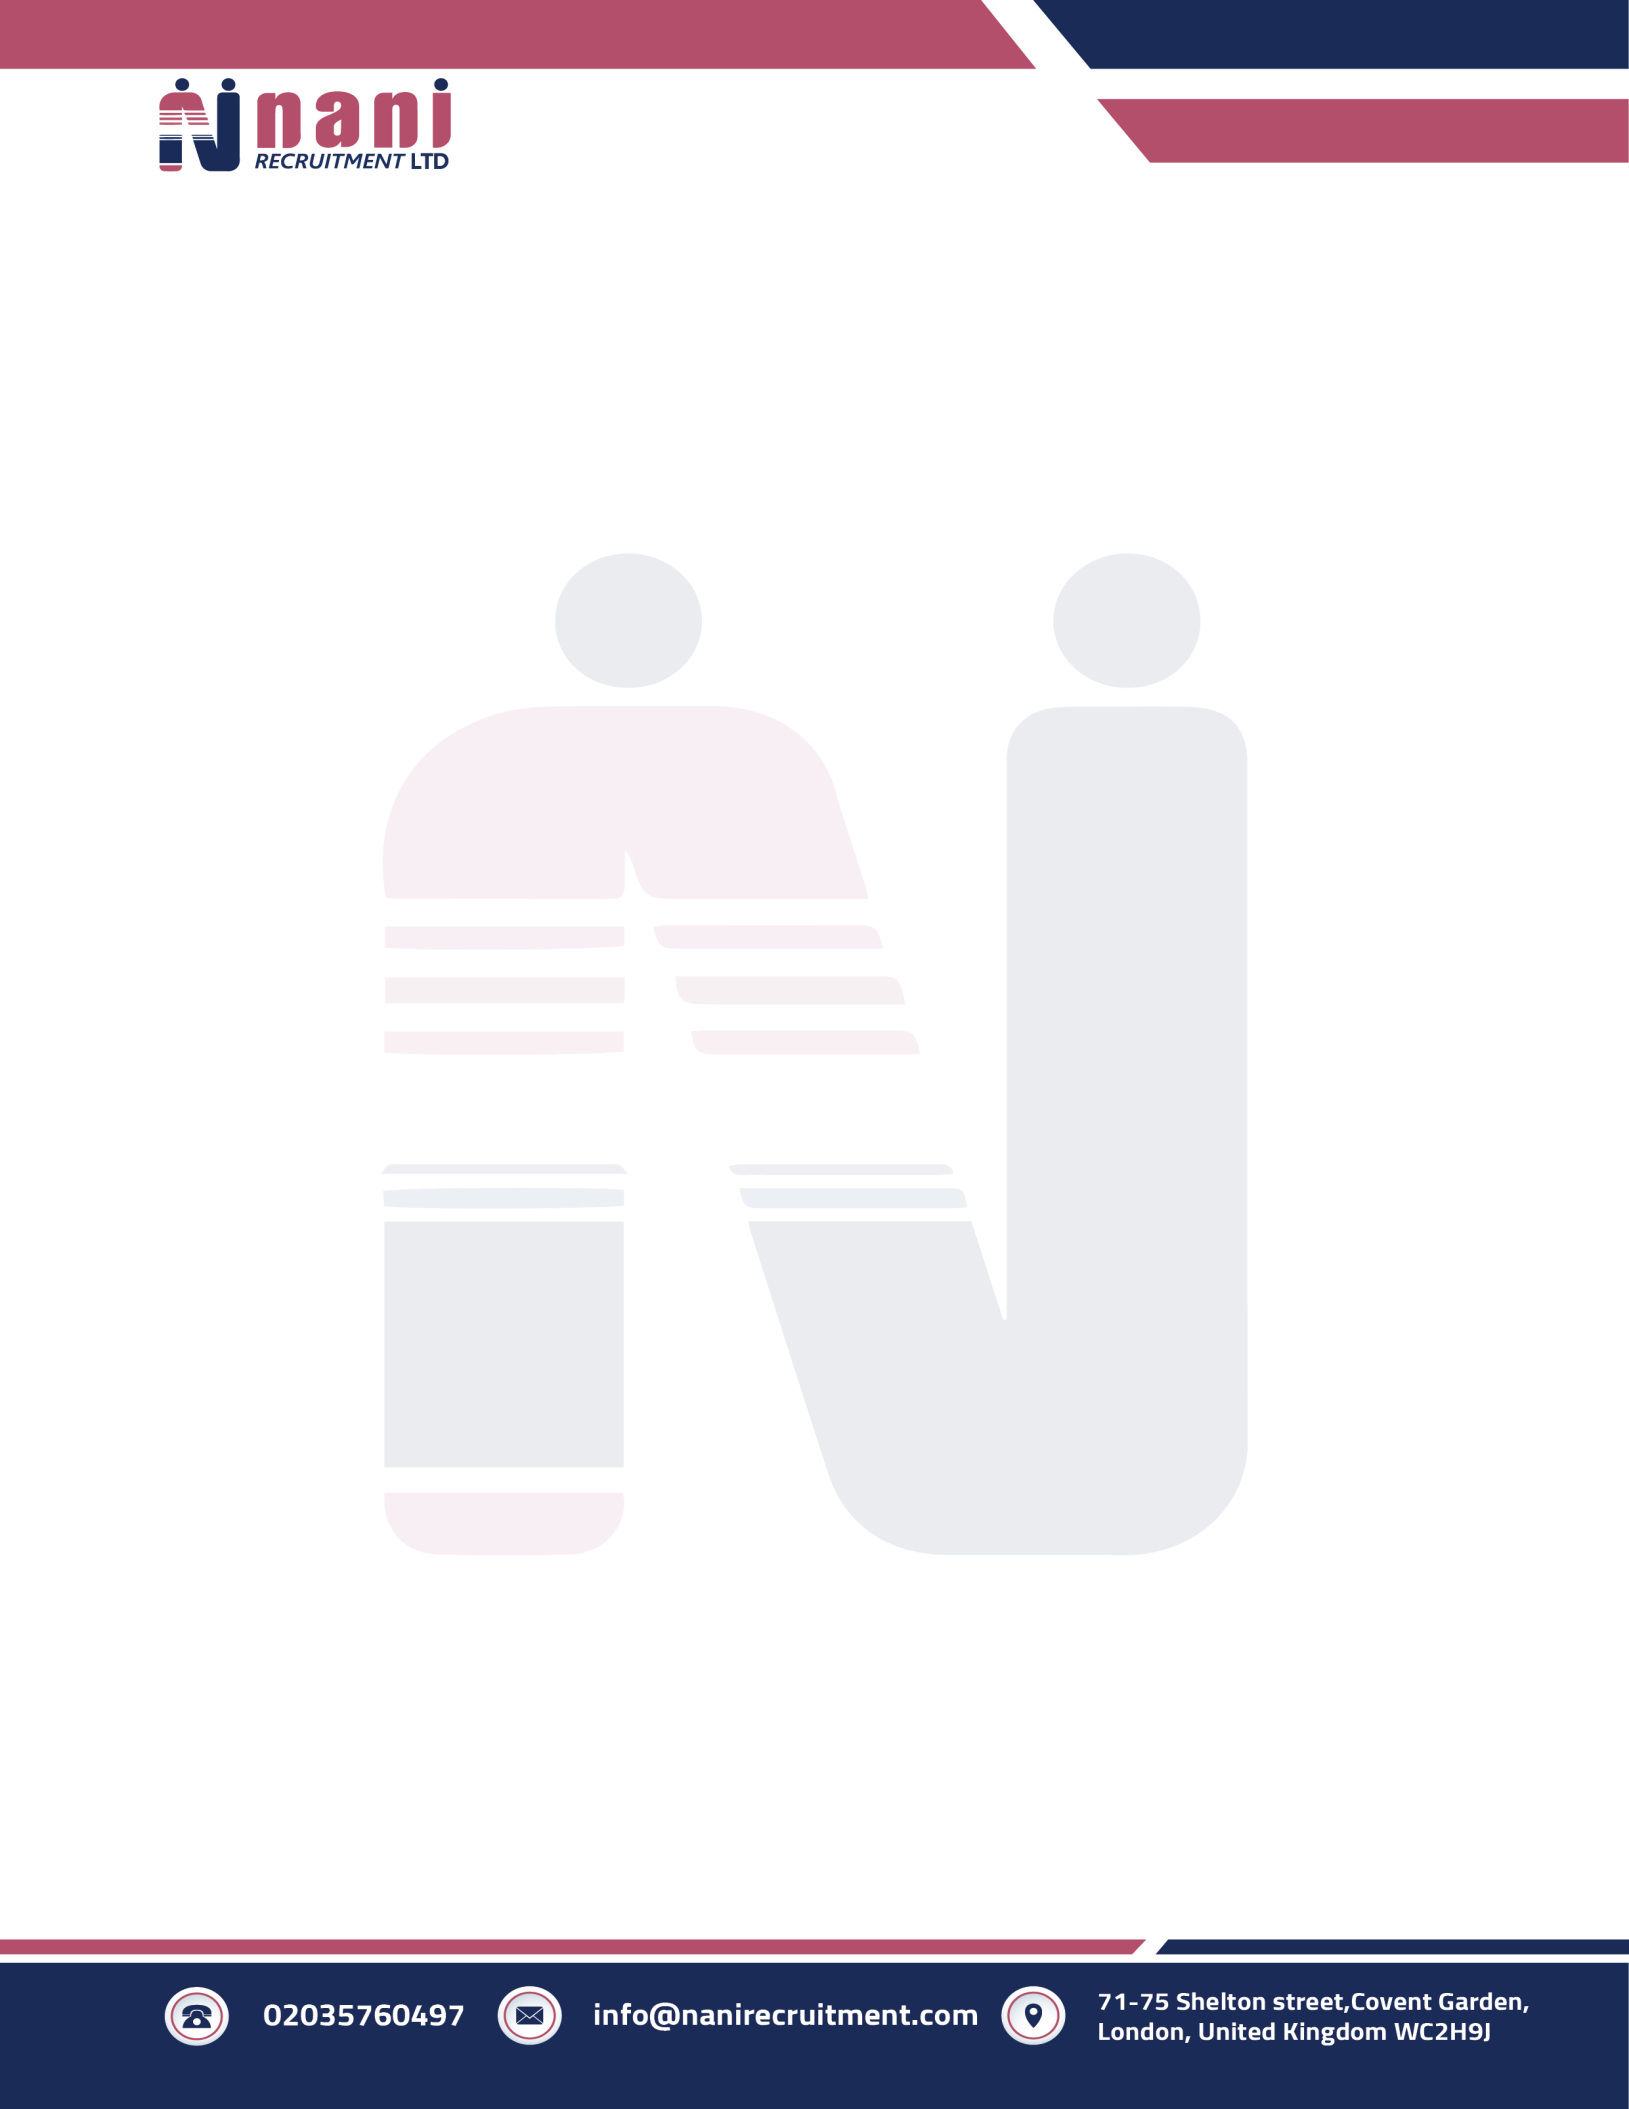 nani
RECRUITMENT LTD
02035760497
info@nanirecruitment.com
71-75 Shelton street,Covent Garden,
London, United Kingdom WC2H9J